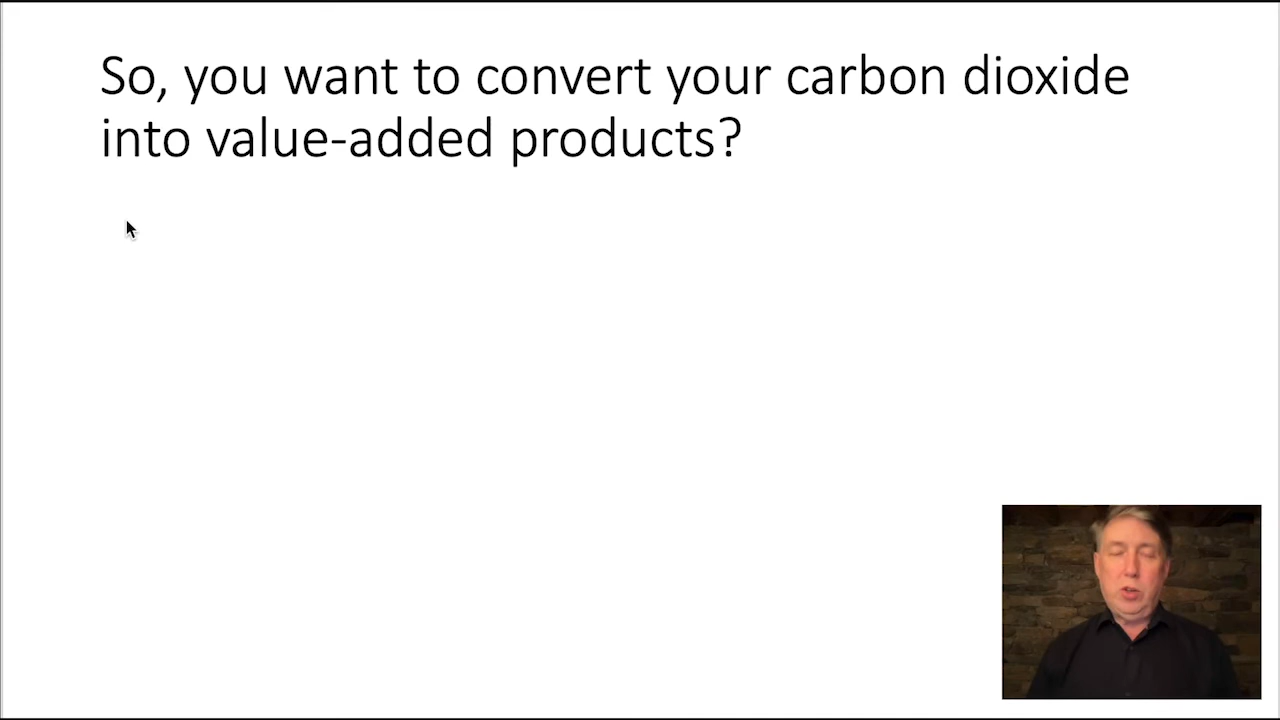 So, you want to convert your carbon dioxide
into value-added products?